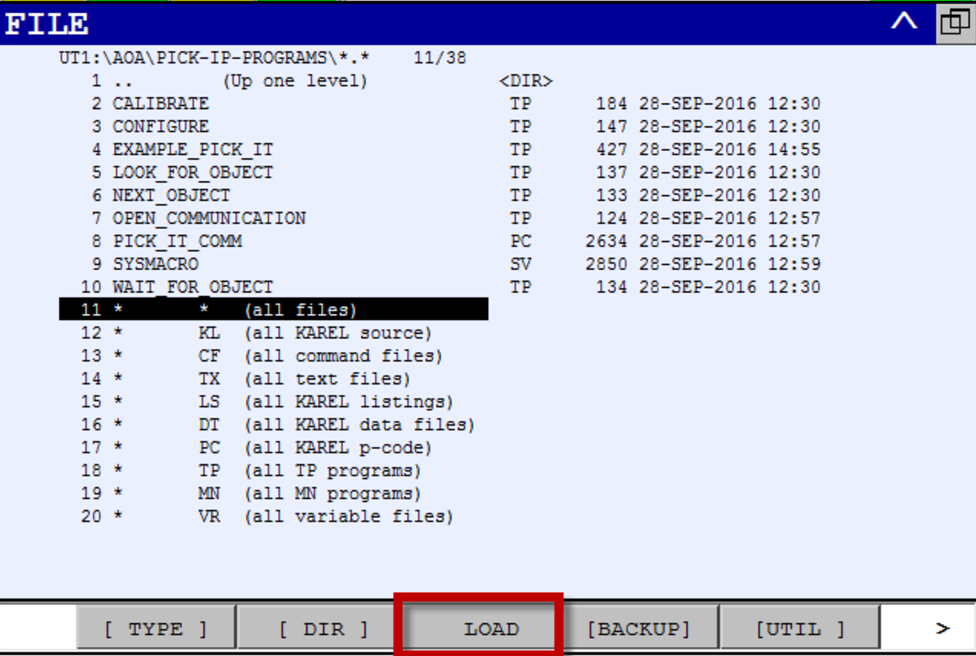 FILE
UT1:\AOA\PICK-IP-PROGRAMS\*.* 11/38
1 .. (Up one level) <DIR>
2 CALIBRATE TP 184 28-SEP-2016 12:30
3 CONFIGURE TP 147 28-SEP-2016 12:30
4 EXAMPLE_PICK_IT TP 427 28-SEP-2016 14:55
5 LOOK_FOR_OBJECT TP 137 28-SEP-2016 12:30
6 NEXT_OBJECT TP 133 28-SEP-2016 12:30
7 OPEN_COMMUNICATION TP 124 28-SEP-2016 12:57
8 PICK_IT_COMM PC 2634 28-SEP-2016 12:57
9 SYSMACRO SV 2850 28-SEP-2016 12:59
10 WAIT_FOR_OBJECT TP 134 28-SEP-2016 12:30
11 * * (all files)
12 * KL (all KAREL source)
13 * CF (all command files)
14 * TX (all text files)
15 * LS (all KAREL listings)
16 * DT (all KAREL data files)
17 * PC (all KAREL p-code)
18 * TP (all TP programs)
19 * MN (all MN programs)
20 * VR (all variable files)
[ TYPE ] [ DIR ] LOAD [BACKUP] [UTIL ] >